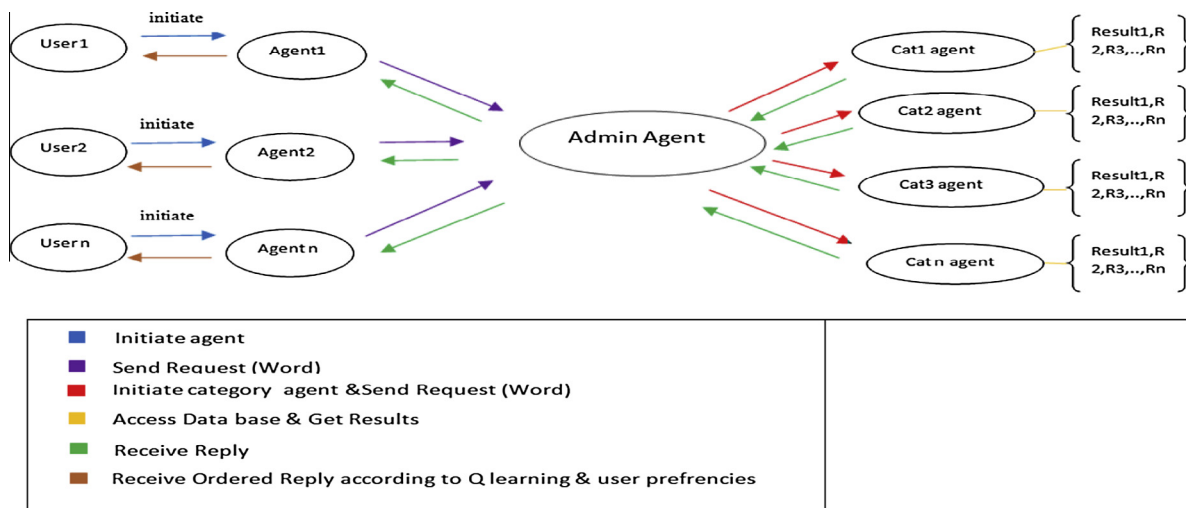 initiate
User1
Agent1
Cat1 agent
Result1,R
2,R3,..,Rn
initiate
User2
Agent2
Admin Agent
Cat2 agent
Result1,R
2,R3,..,Rn
Cat3 agent
Result1,R
2,R3,..,Rn
initiate
User n
Agent n
Cat n agent
Result1,R
2,R3,..,Rn
Initiate agent
Send Request (Word)
Initiate category agent &Send Request (Word)
Access Data base & Get Results
Receive Reply
Receive Ordered Reply according to Q learning & user prefrencies